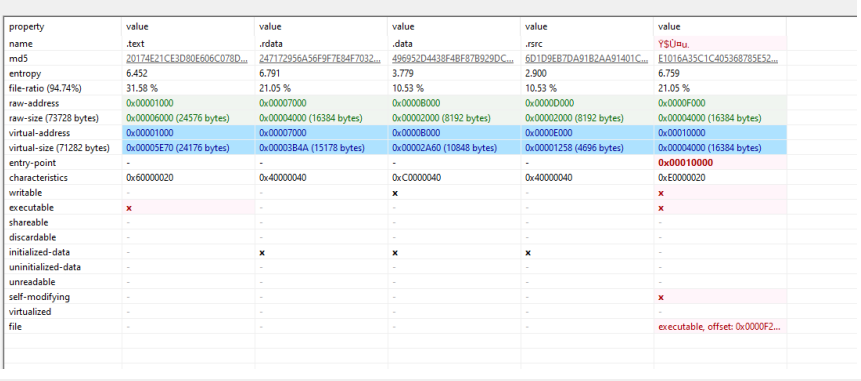 property value value value value value
name .text .rdata .data .rsrc Ÿ$Ù¤u.
md5 20174E21CE3D80E606C078D... 247172956A56F9F7E84F7032... 496952D4438F4BF87B929DC... 6D1D9EB7DA91B2AA91401C... E1016A35C1C405368785E52...
entropy 6.452 6.791 3.779 2.900 6.759
file-ratio (94.74%) 31.58 % 21.05 % 10.53 % 10.53 % 21.05 %
raw-address 0x00001000 0x00007000 0x0000B000 0x0000D000 0x0000F000
raw-size (73728 bytes) 0x00006000 (24576 bytes) 0x00004000 (16384 bytes) 0x00002000 (8192 bytes) 0x00002000 (8192 bytes) 0x00004000 (16384 bytes)
virtual-address 0x00001000 0x00007000 0x0000B000 0x0000E000 0x00010000
virtual-size (71282 bytes) 0x00005E70 (24176 bytes) 0x00003B4A (15178 bytes) 0x00002A60 (10848 bytes) 0x00001258 (4696 bytes) 0x00004000 (16384 bytes)
entry-point - - - - 0x00010000
characteristics 0x60000020 0x40000040 0xC0000040 0x40000040 0xE0000020
writable - - x - x
executable x - - - x
shareable - - - - -
discardable - - - - -
initialized-data - x x x -
uninitialized-data - - - - -
unreadable - - - - -
self-modifying - - - - x
virtualized - - - - -
file - - - - executable, offset: 0x0000F2...